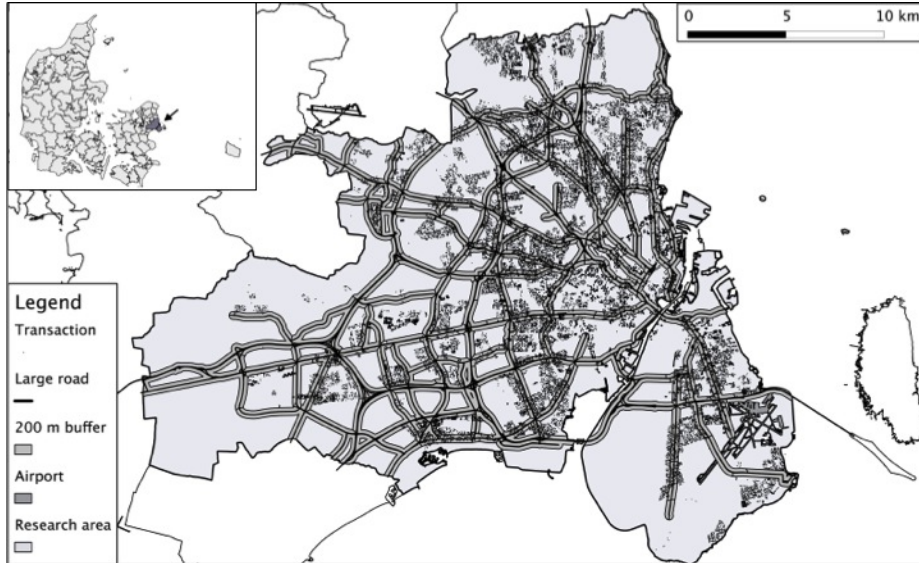 0 5 10 km
Legend
Transaction
Large road
200 m buffer
Airport
Research area